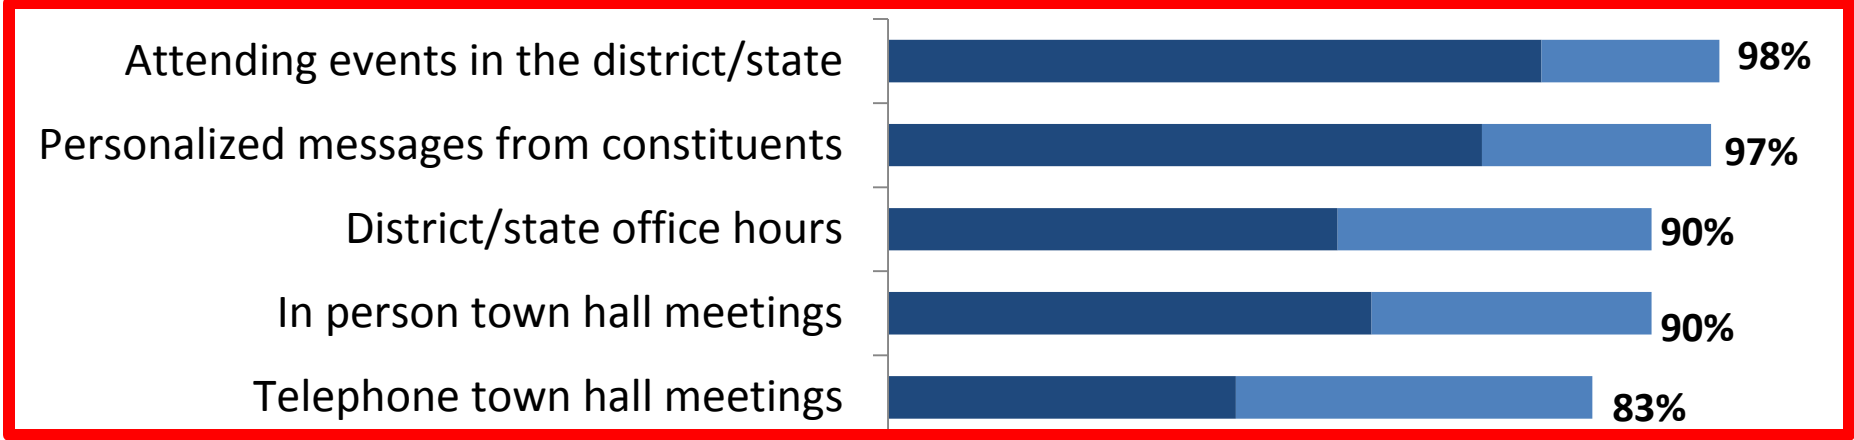 Attending events in the district/state 98%
Personalized messages from constituents 97%
District/state office hours 90%
In person town hall meetings 90%
Telephone town hall meetings 83%